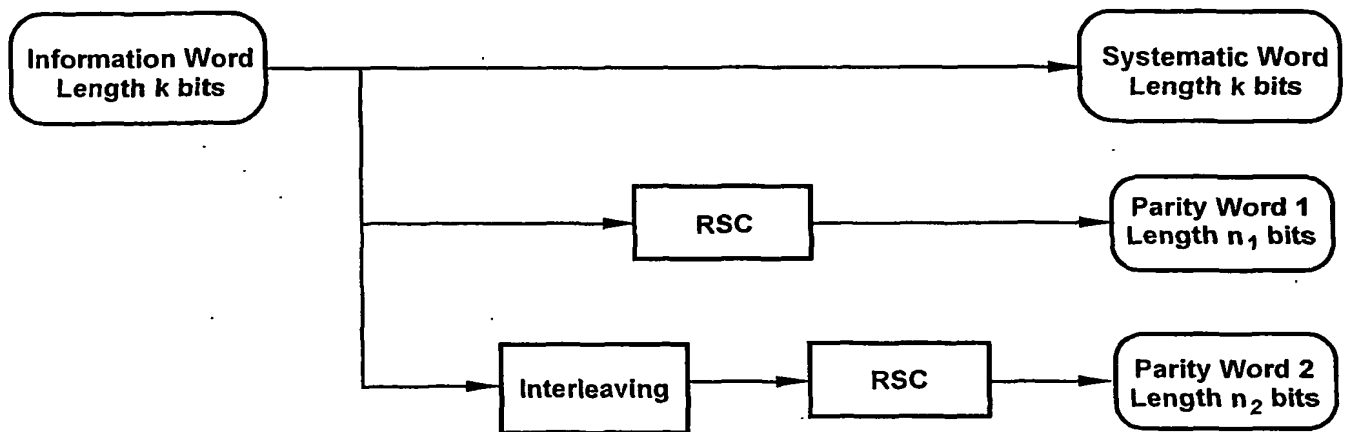 Information Word
Length k bits
Systematic Word
Length k bits
RSC
Parity Word 1
Length n1 bits
Interleaving
RSC
Parity Word 2
Length n2 bits